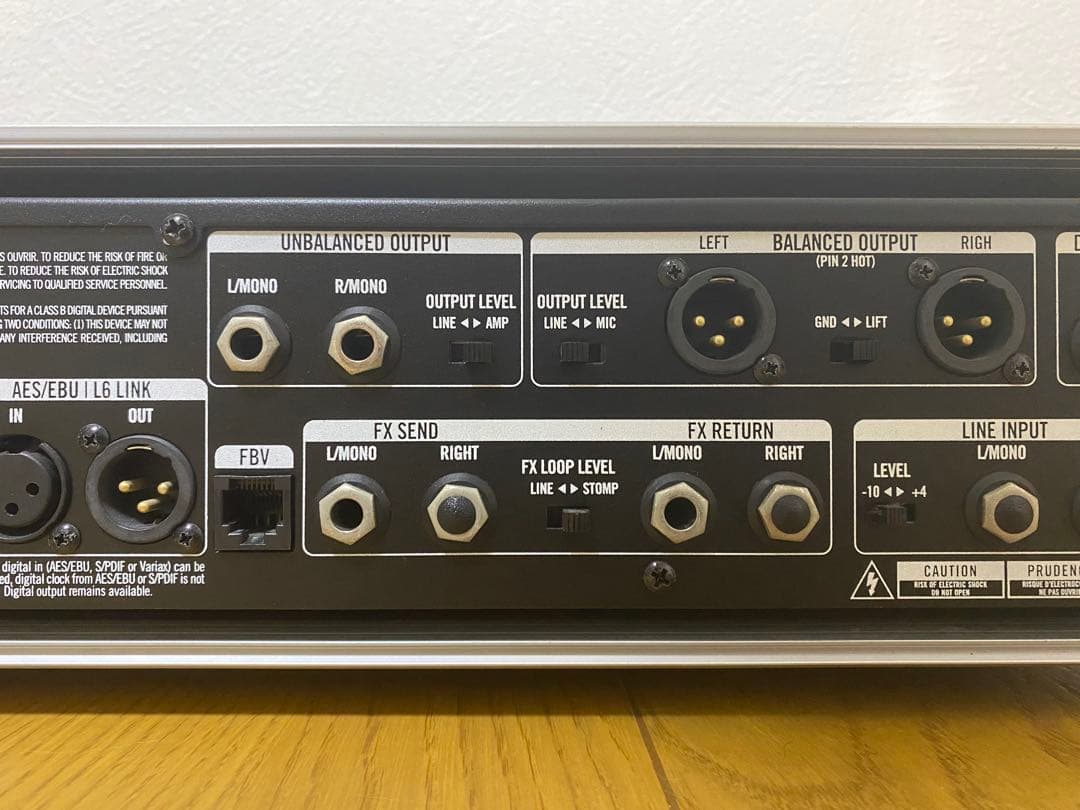 S OUVRIR. TO REDUCE THE RISK OF FIRE OR
E. TO REDUCE THE RISK OF ELECTRIC SHOCK
ERVICING TO QUALIFIED SERVICE PERSONNEL.
TS FOR A CLASS B DIGITAL DEVICE PURSUANT
G TWO CONDITIONS: (1) THIS DEVICE MAY NOT
ANY INTERFERENCE RECEIVED, INCLUDING
UNBALANCED OUTPUT
L/MONO
R/MONO
OUTPUT LEVEL
LINE ◄ ► AMP
LEFT
BALANCED OUTPUT
RIGH
(PIN 2 HOT)
OUTPUT LEVEL
LINE ◄ ► MIC
GND ◄ ► LIFT
AES/EBU | L6 LINK
IN
OUT
FBV
FX SEND
L/MONO
RIGHT
FX LOOP LEVEL
LINE ◄ ► STOMP
FX RETURN
L/MONO
RIGHT
LINE INPUT
LEVEL
-10 ◄ ► +4
L/MONO
digital in (AES/EBU, S/PDIF or Variax) can be
ed, digital clock from AES/EBU or S/PDIF is not
Digital output remains available.
CAUTION
RISK OF ELECTRIC SHOCK
DO NOT OPEN
PRUDENC
RISQUE D'ELECTROC
NE PAS OUVRI